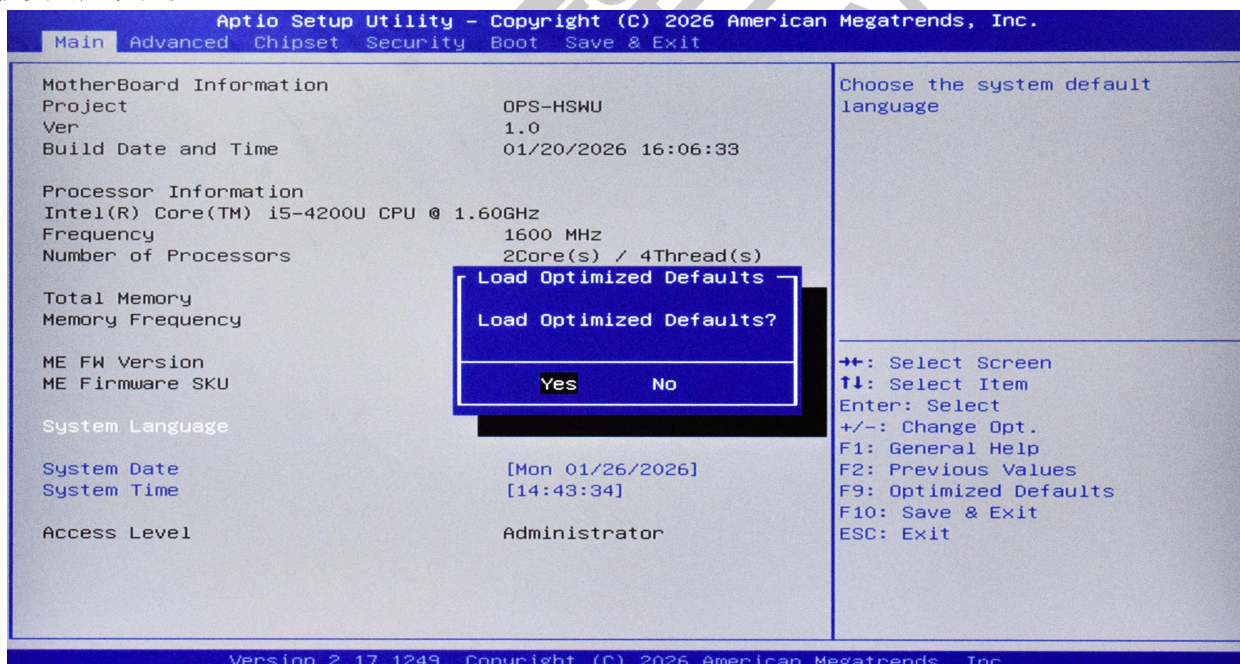 Aptio Setup Utility – Copyright (C) 2026 American Megatrends, Inc.
Main Advanced Chipset Security Boot Save & Exit
MotherBoard Information
Project OPS-HSWU
Ver 1.0
Build Date and Time 01/20/2026 16:06:33
Processor Information
Intel(R) Core(TM) i5-4200U CPU @ 1.60GHz
Frequency 1600 MHz
Number of Processors 2Core(s) / 4Thread(s)
Total Memory
Memory Frequency
ME FW Version
ME Firmware SKU
System Language
System Date [Mon 01/26/2026]
System Time [14:43:34]
Access Level Administrator
Load Optimized Defaults
Load Optimized Defaults?
Yes No
Choose the system default
language
→←: Select Screen
↑↓: Select Item
Enter: Select
+/-: Change Opt.
F1: General Help
F2: Previous Values
F9: Optimized Defaults
F10: Save & Exit
ESC: Exit
Version 2.17.1249. Copyright (C) 2026 American Megatrends, Inc.